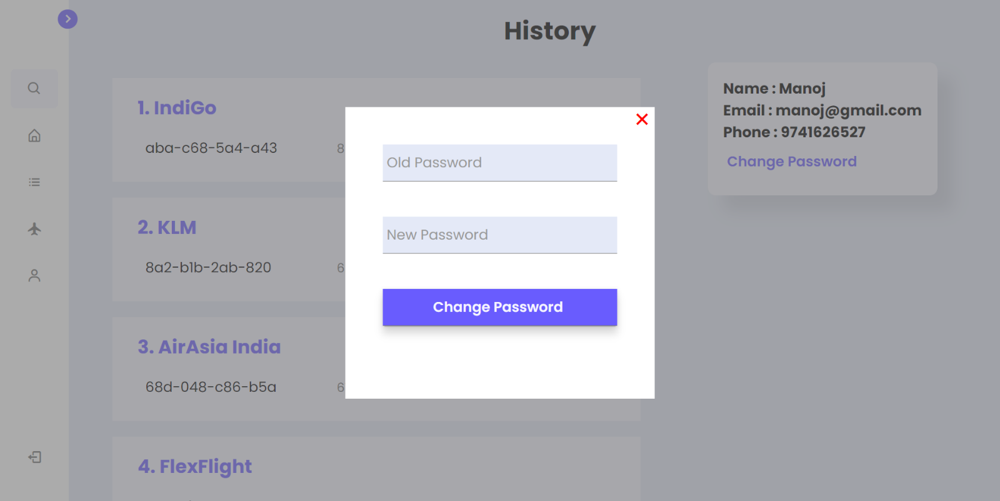 History
1. IndiGo
aba-c68-5a4-a43
8
2. KLM
8a2-b1b-2ab-820
6
3. AirAsia India
68d-048-c86-b5a
6
4. FlexFlight
Old Password
New Password
Change Password
Name : Manoj
Email : manoj@gmail.com
Phone : 9741626527
Change Password